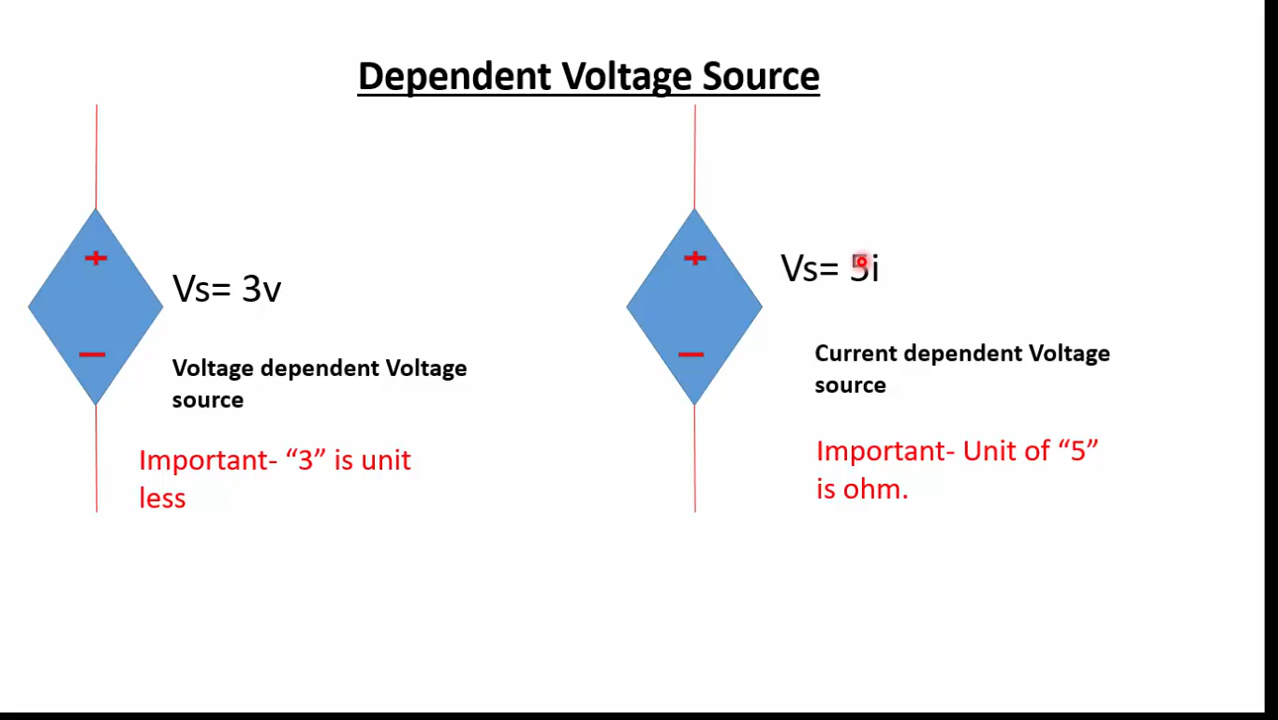 Dependent Voltage Source
+
Vs= 3v
–
Voltage dependent Voltage
source
Important- “3” is unit
less
+
Vs= 5i
–
Current dependent Voltage
source
Important- Unit of “5”
is ohm.